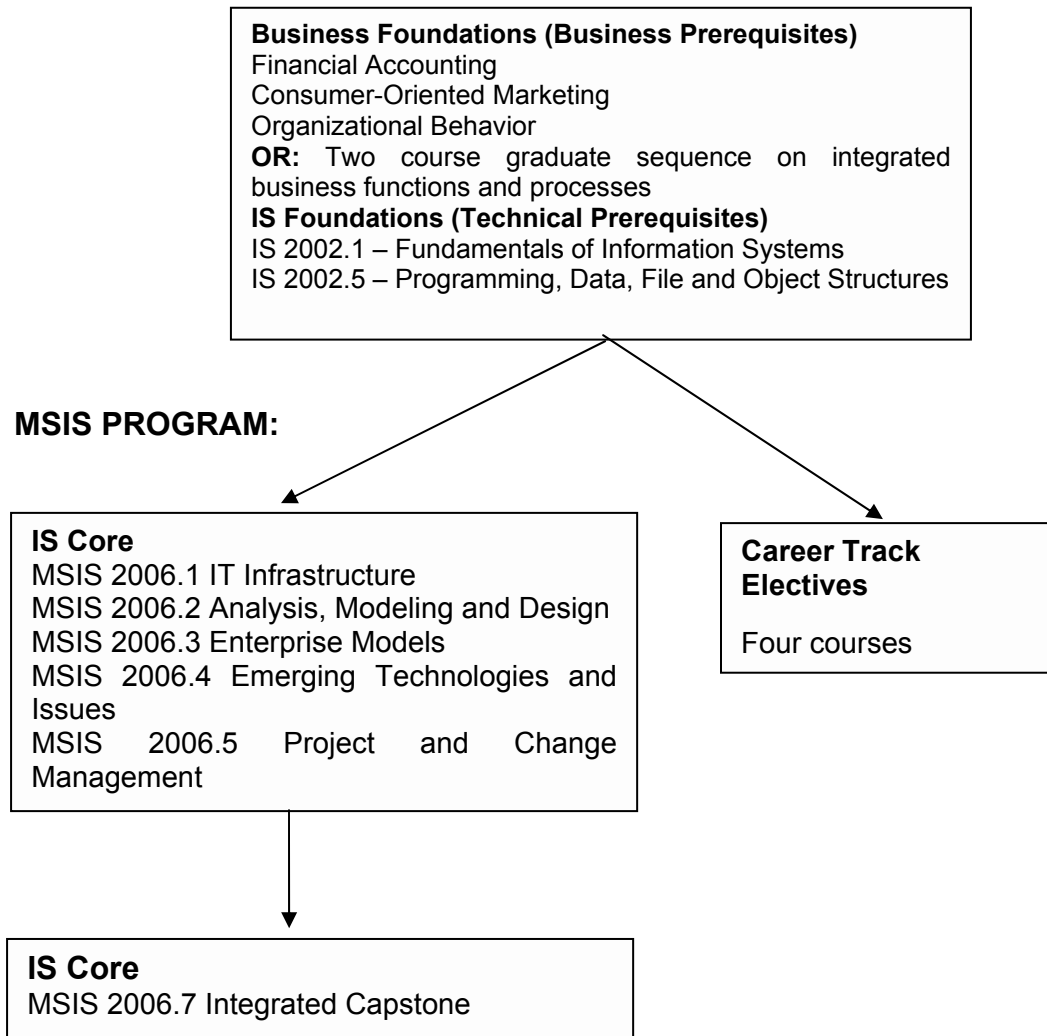 Business Foundations (Business Prerequisites)
Financial Accounting
Consumer-Oriented Marketing
Organizational Behavior
OR: Two course graduate sequence on integrated
business functions and processes
IS Foundations (Technical Prerequisites)
IS 2002.1 – Fundamentals of Information Systems
IS 2002.5 – Programming, Data, File and Object Structures
MSIS PROGRAM:
IS Core
MSIS 2006.1 IT Infrastructure
MSIS 2006.2 Analysis, Modeling and Design
MSIS 2006.3 Enterprise Models
MSIS 2006.4 Emerging Technologies and
Issues
MSIS 2006.5 Project and Change
Management
Career Track
Electives
Four courses
IS Core
MSIS 2006.7 Integrated Capstone